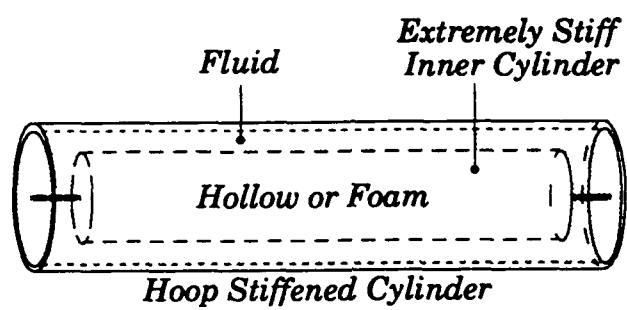 Extremely Stiff
Fluid
Inner Cylinder
Hollow or Foam
Hoop Stiffened Cylinder